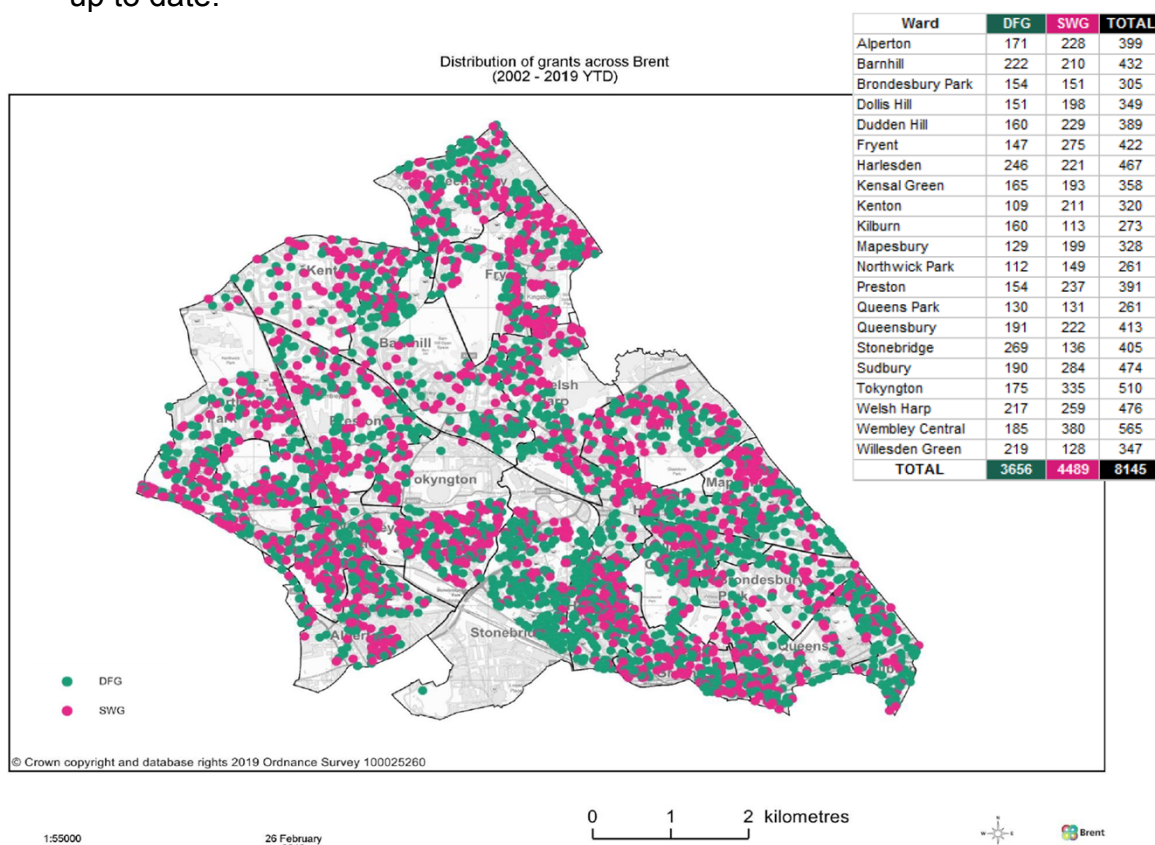 up to date.
Distribution of grants across Brent
(2002 - 2019 YTD)
Ward DFG SWG TOTAL
Alperton 171 228 399
Barnhill 222 210 432
Brondesbury Park 154 151 305
Dollis Hill 151 198 349
Dudden Hill 160 229 389
Fryent 147 275 422
Harlesden 246 221 467
Kensal Green 165 193 358
Kenton 109 211 320
Kilburn 160 113 273
Mapesbury 129 199 328
Northwick Park 112 149 261
Preston 154 237 391
Queens Park 130 131 261
Queensbury 191 222 413
Stonebridge 269 136 405
Sudbury 190 284 474
Tokyngton 175 335 510
Welsh Harp 217 259 476
Wembley Central 185 380 565
Willesden Green 219 128 347
TOTAL 3656 4489 8145
Barnhill
Preston
Park
Brondesbury
Park
Queens
DFG
SWG
© Crown copyright and database rights 2019 Ordnance Survey 100025260
0 1 2 kilometres
1:55000
26 February
Brent